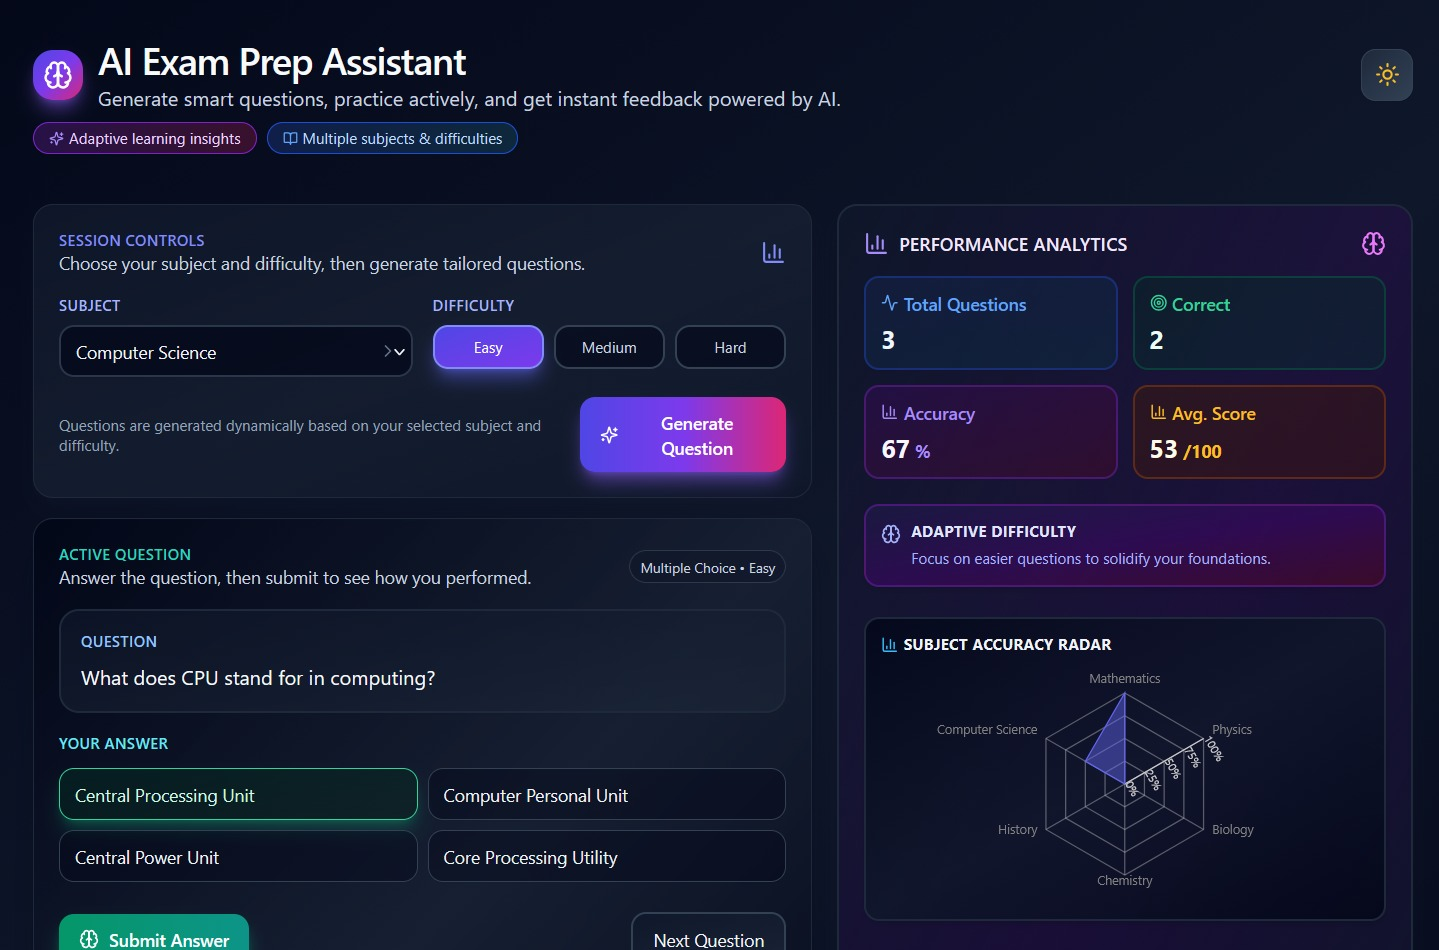 AI Exam Prep Assistant
Generate smart questions, practice actively, and get instant feedback powered by AI.
Adaptive learning insights
Multiple subjects & difficulties
SESSION CONTROLS
Choose your subject and difficulty, then generate tailored questions.
SUBJECT
Computer Science
DIFFICULTY
Easy
Medium
Hard
Questions are generated dynamically based on your selected subject and
difficulty.
Generate
Question
ACTIVE QUESTION
Answer the question, then submit to see how you performed.
Multiple Choice • Easy
QUESTION
What does CPU stand for in computing?
YOUR ANSWER
Central Processing Unit
Computer Personal Unit
Central Power Unit
Core Processing Utility
Submit Answer
Next Question
PERFORMANCE ANALYTICS
Total Questions
3
Correct
2
Accuracy
67 %
Avg. Score
53 /100
ADAPTIVE DIFFICULTY
Focus on easier questions to solidify your foundations.
SUBJECT ACCURACY RADAR
Mathematics
Computer Science
Physics
100%
75%
50%
25%
0%
History
Biology
Chemistry